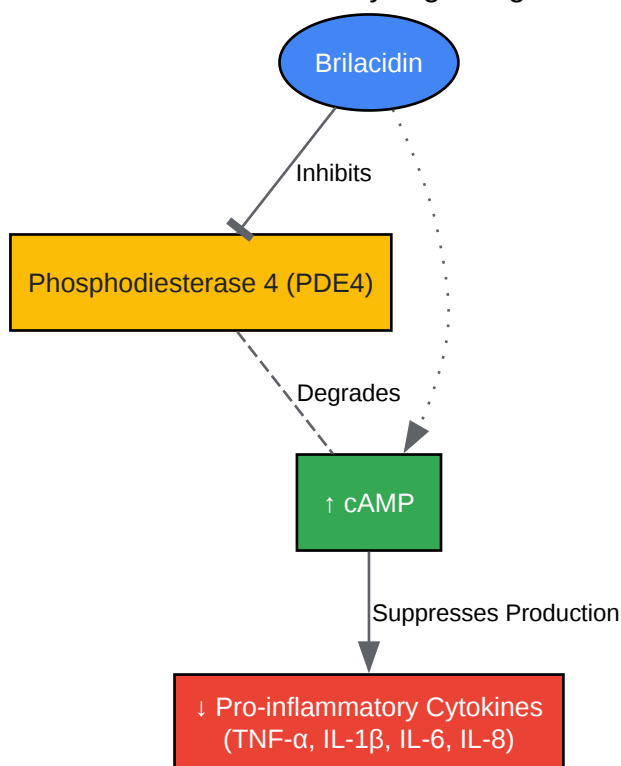 Brilacidin
Inhibits
Phosphodiesterase 4 (PDE4)
Degrades
↑ cAMP
Suppresses Production
↓ Pro-inflammatory Cytokines
(TNF-α, IL-1β, IL-6, IL-8)